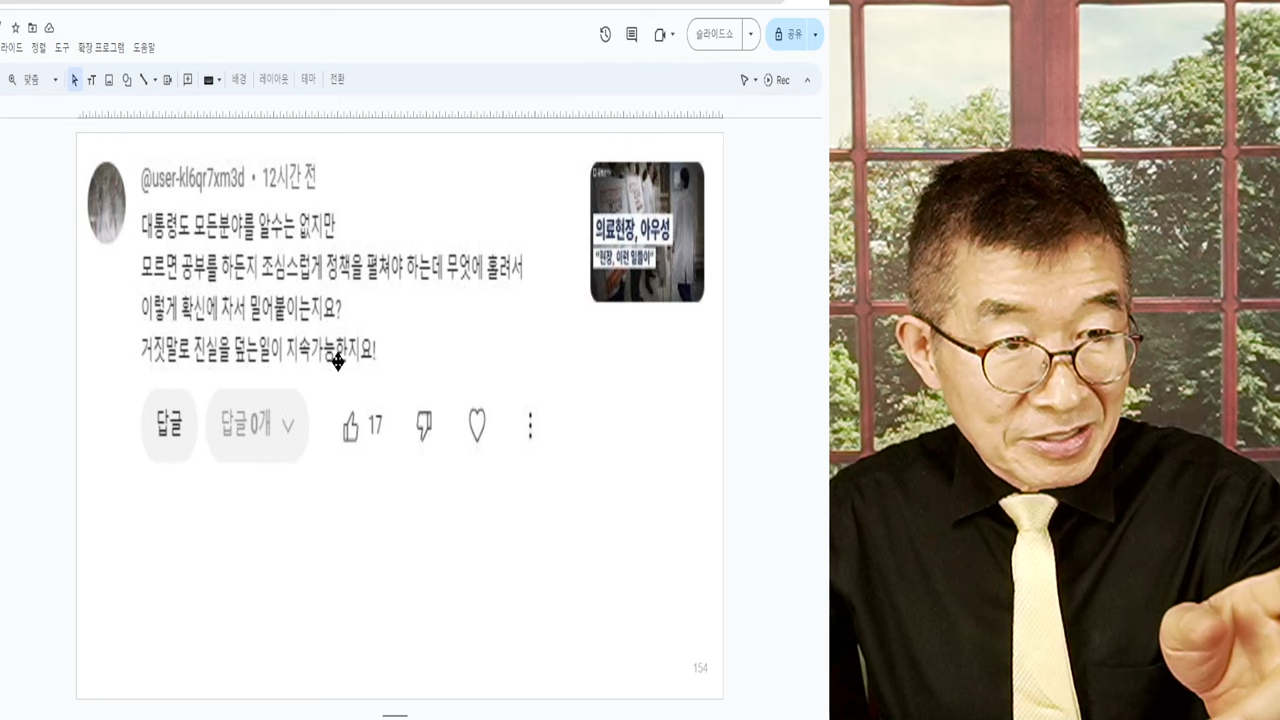 라이드 정렬 도구 확장 프로그램 도움말
슬라이드쇼
공유
맞춤
배경 레이아웃 테마 전환
Rec
@user-kl6qr7xm3d • 12시간 전
대통령도 모든분야를 알수는 없지만
모르면 공부를 하든지 조심스럽게 정책을 펼쳐야 하는데 무엇에 홀려서
이렇게 확신에 차서 밀어붙이는지요?
거짓말로 진실을 덮는일이 지속가능한지요!
답글
답글 0개
17
의료현장, 아우성
"현장, 이런 일들이"
154